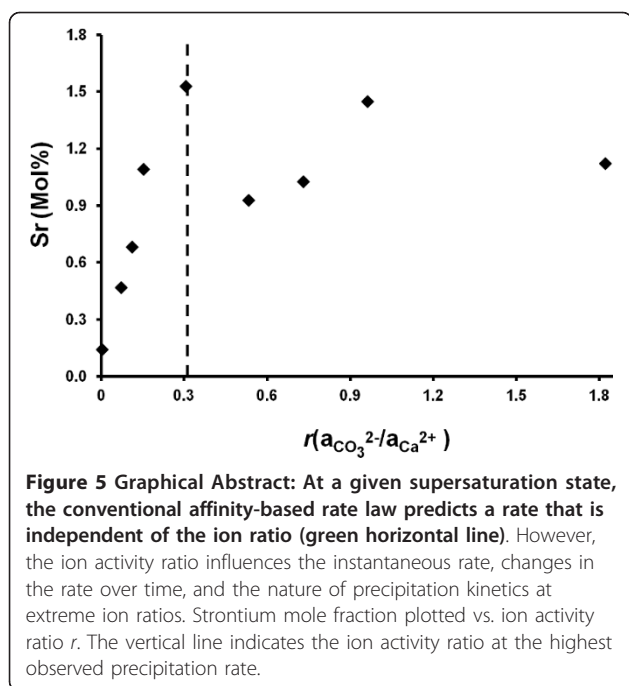 1.8
1.5
1.2
0.9
0.6
0.3
0.0
Sr (Mol%)
0 0.3 0.6 0.9 1.2 1.5 1.8
r(aCO₃²⁻/aCa²⁺ )
Figure 5 Graphical Abstract: At a given supersaturation state,
the conventional affinity-based rate law predicts a rate that is
independent of the ion ratio (green horizontal line). However,
the ion activity ratio influences the instantaneous rate, changes in
the rate over time, and the nature of precipitation kinetics at
extreme ion ratios. Strontium mole fraction plotted vs. ion activity
ratio r. The vertical line indicates the ion activity ratio at the highest
observed precipitation rate.